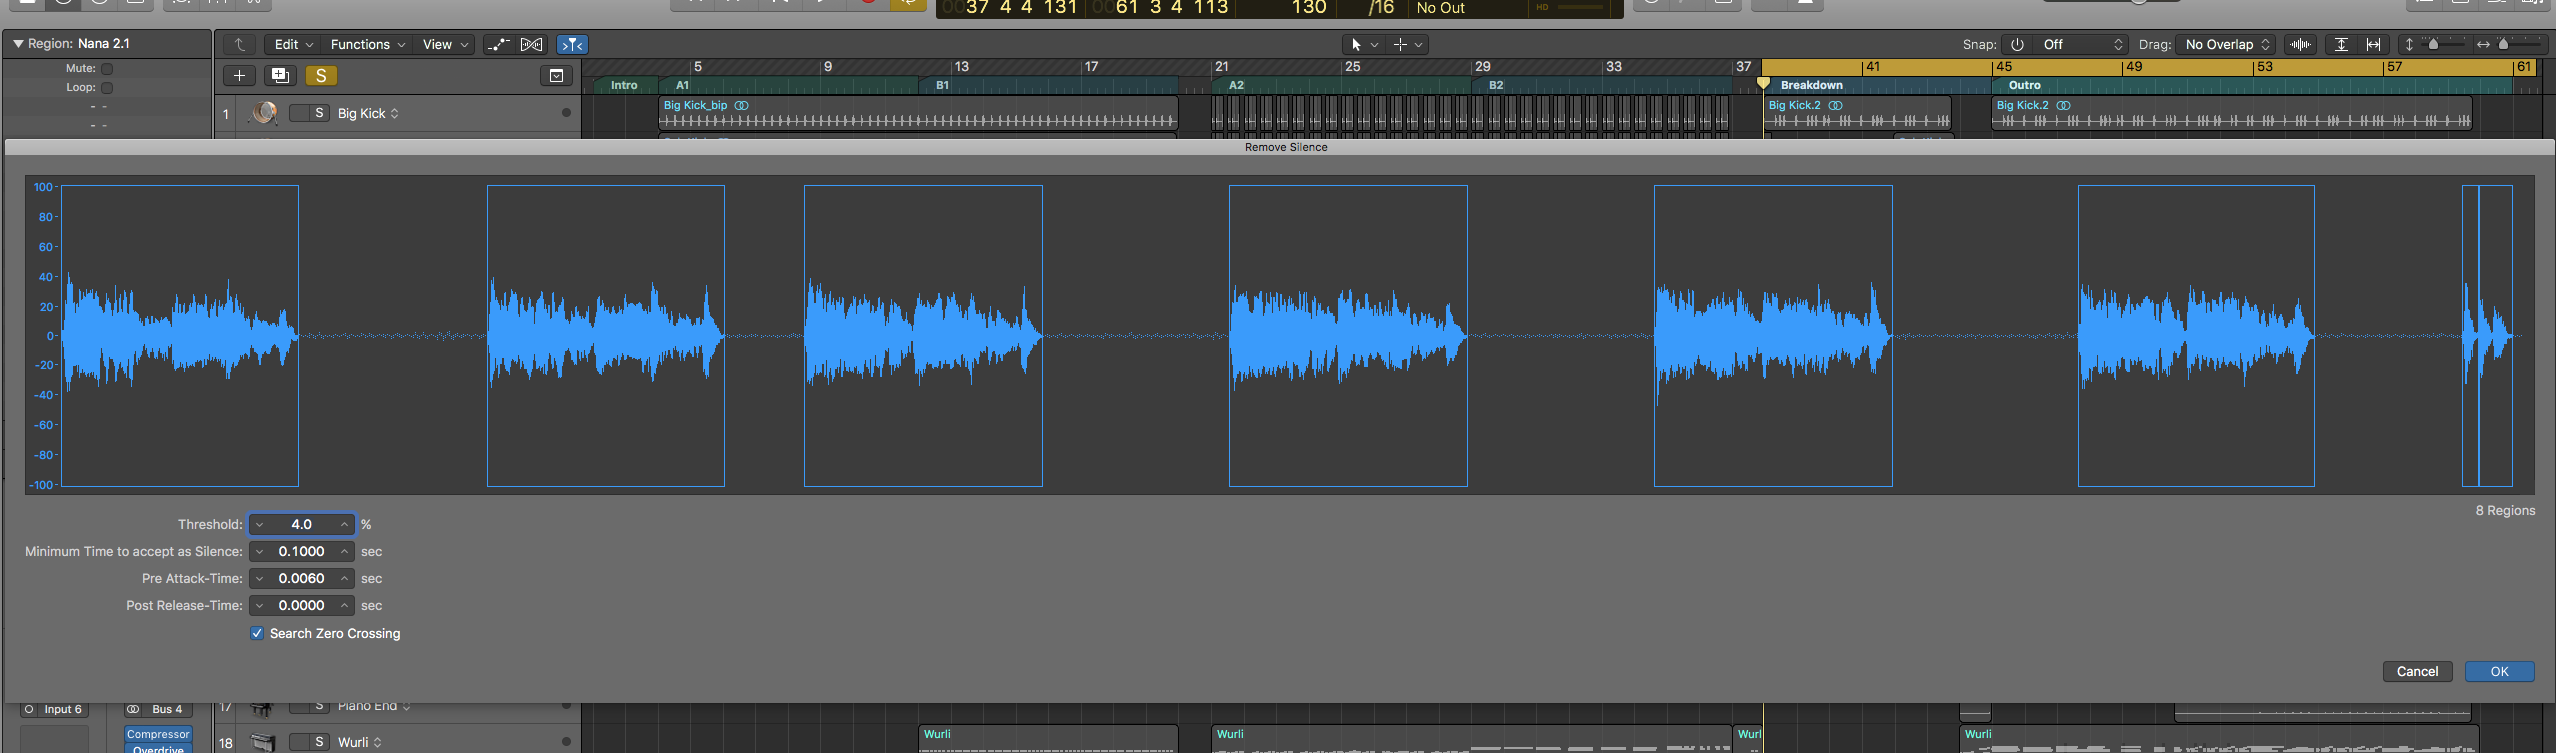 0037 4 4 131 0061 3 4 113 130 /16 No Out HD
Region: Nana 2.1
Edit Functions View
Snap: Off Drag: No Overlap
Mute:
Loop:
- -
- -
S
5 9 13 17 21 25 29 33 37 41 45 49 53 57 61
Intro A1 B1 A2 B2 Breakdown Outro
1 S Big Kick
Big Kick_bip Big Kick.2 Big Kick.2
Remove Silence
100
80
60
40
20
0
-20
-40
-60
-80
-100
8 Regions
Threshold: 4.0 %
Minimum Time to accept as Silence: 0.1000 sec
Pre Attack-Time: 0.0060 sec
Post Release-Time: 0.0000 sec
Search Zero Crossing
Cancel OK
Input 6 Bus 4
17 S Piano End
Compressor
Overdrive
18 S Wurli
Wurli Wurli Wurl Wurli